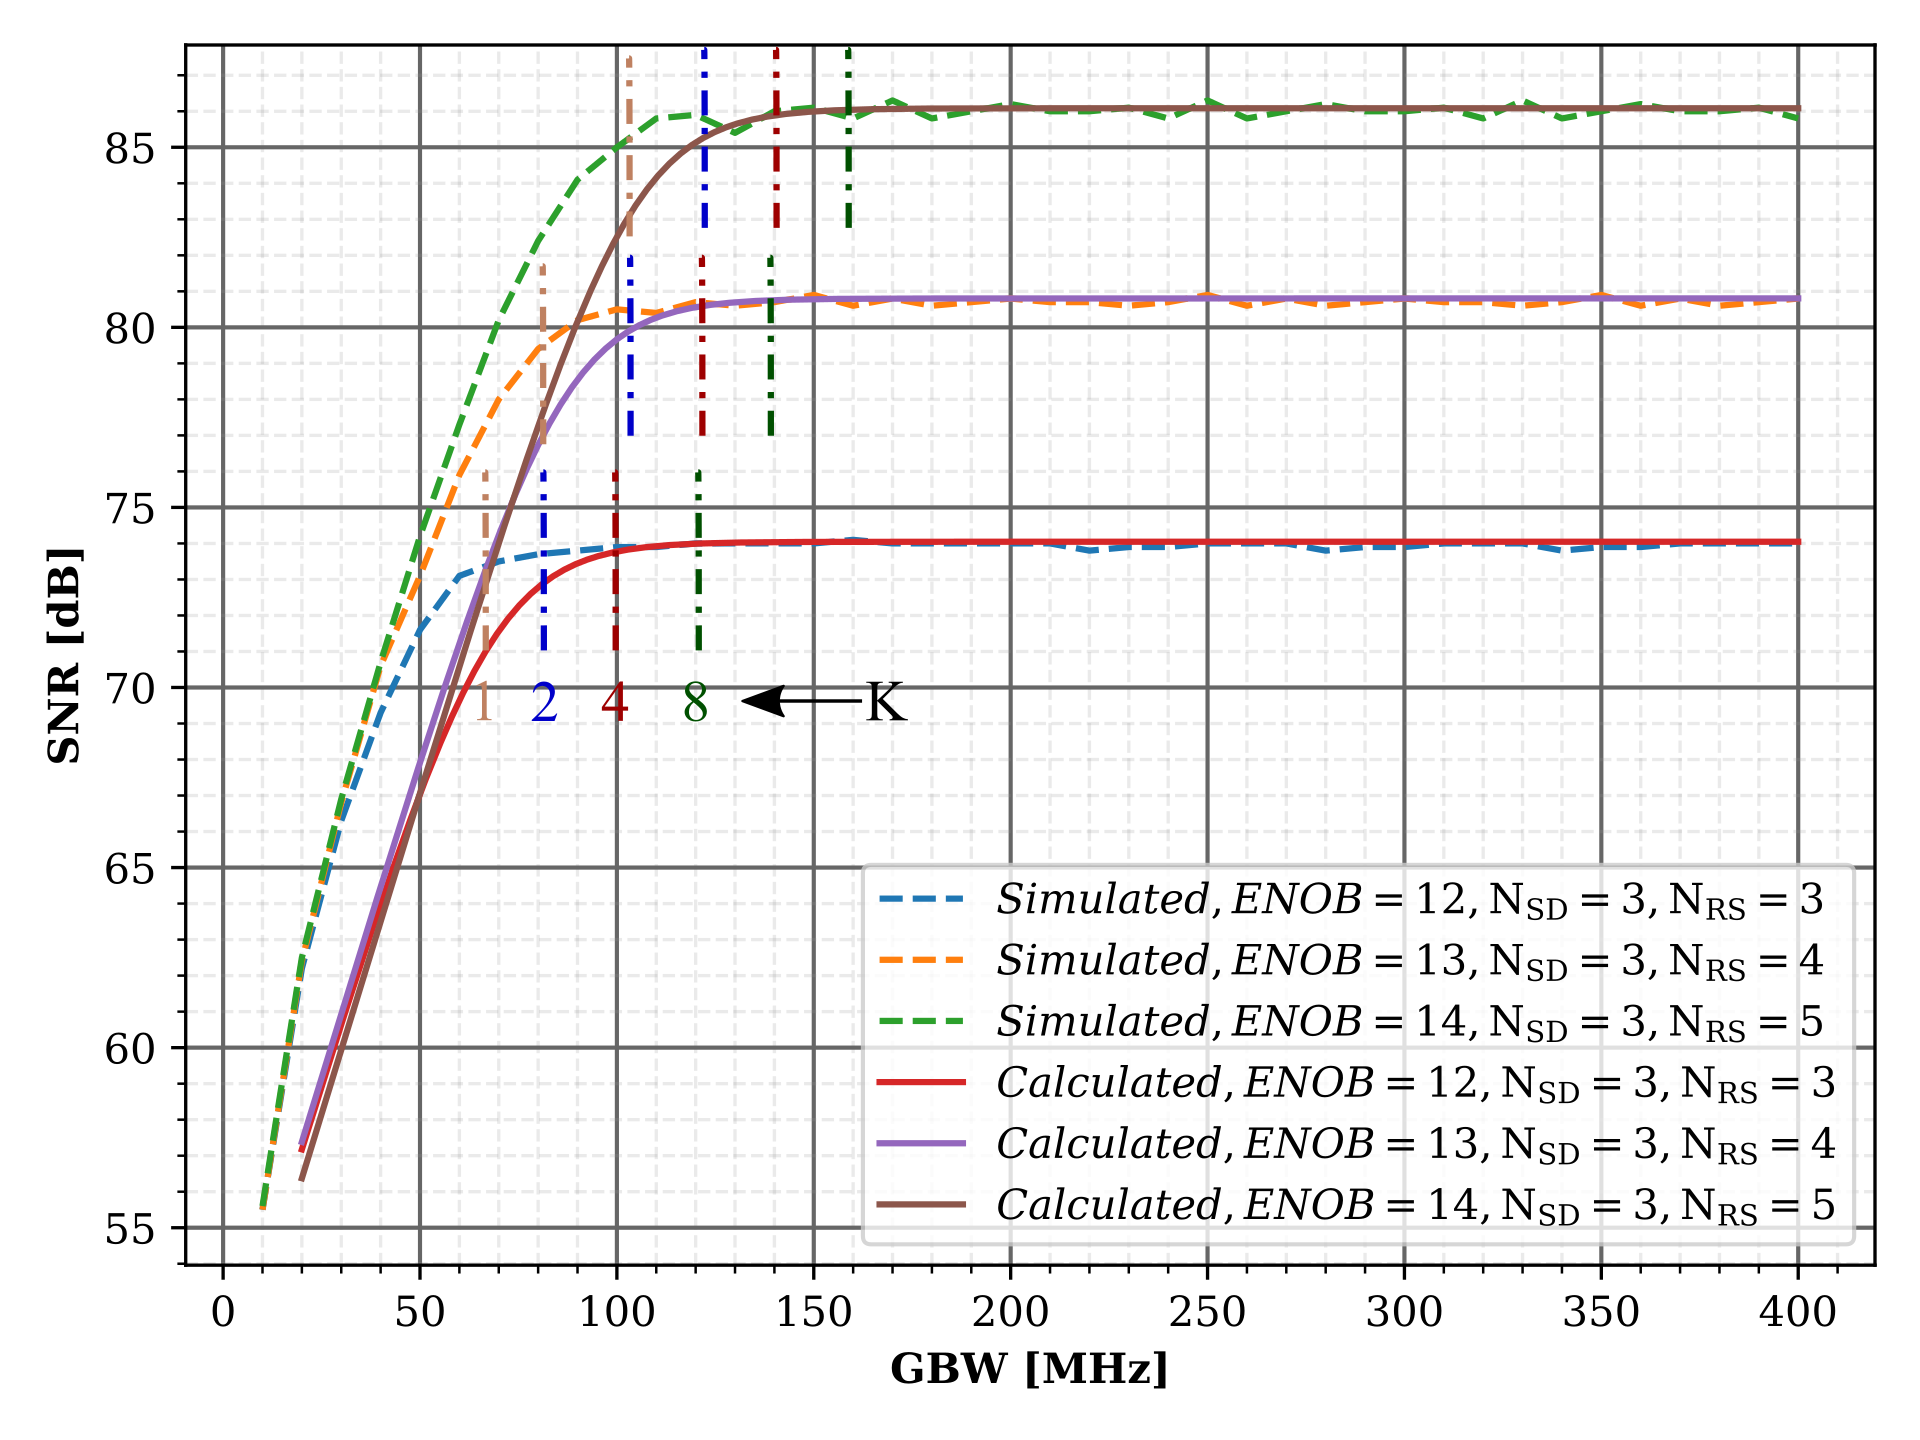 85
80
75
70
65
60
55
SNR [dB]
1 2 4 8 K
Simulated, ENOB = 12, N_SD = 3, N_RS = 3
Simulated, ENOB = 13, N_SD = 3, N_RS = 4
Simulated, ENOB = 14, N_SD = 3, N_RS = 5
Calculated, ENOB = 12, N_SD = 3, N_RS = 3
Calculated, ENOB = 13, N_SD = 3, N_RS = 4
Calculated, ENOB = 14, N_SD = 3, N_RS = 5
0 50 100 150 200 250 300 350 400
GBW [MHz]